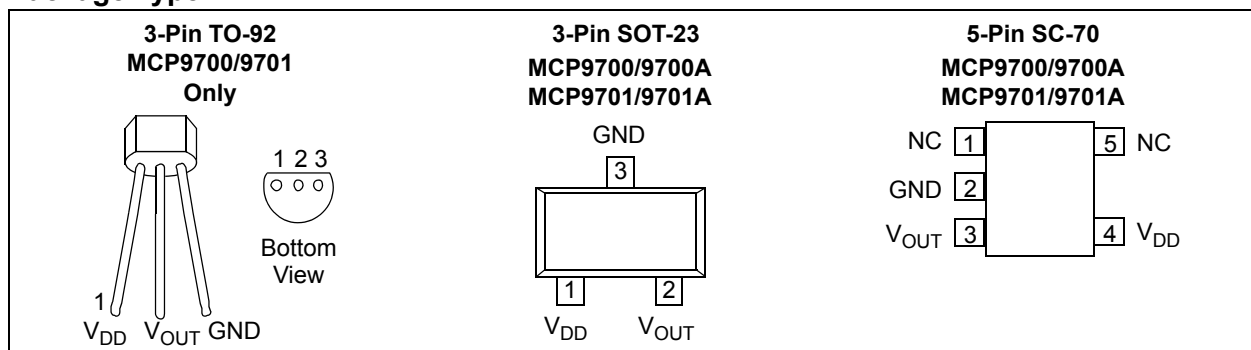 3-Pin TO-92
MCP9700/9701
Only
1 2 3
Bottom
View
1
VDD VOUT GND
3-Pin SOT-23
MCP9700/9700A
MCP9701/9701A
GND
3
1 2
VDD VOUT
5-Pin SC-70
MCP9700/9700A
MCP9701/9701A
NC 1 5 NC
GND 2
VOUT 3 4 VDD